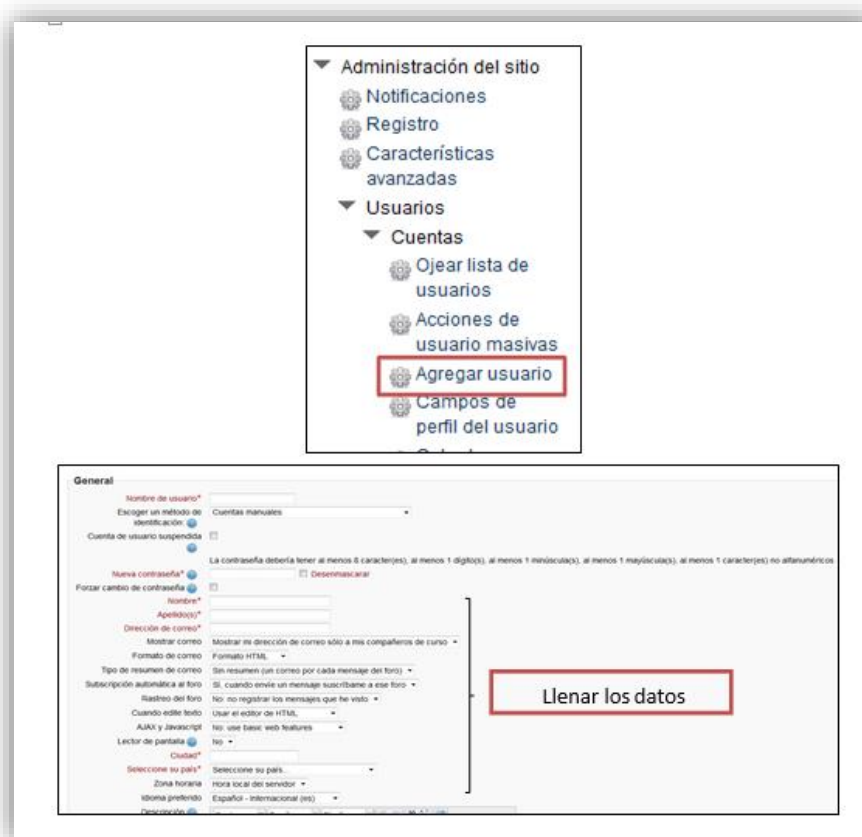 Administración del sitio
Notificaciones
Registro
Características
avanzadas
Usuarios
Cuentas
Ojear lista de
usuarios
Acciones de
usuario masivas
Agregar usuario
Campos de
perfil del usuario
General
Nombre de usuario*
Escoger un método de
identificación: Cuentas manuales
Cuenta de usuario suspendida
La contraseña debería tener al menos 8 caracter(es), al menos 1 dígito(s), al menos 1 minúscula(s), al menos 1 mayúscula(s), al menos 1 caracter(es) no alfanuméricos
Nueva contraseña* Desenmascarar
Forzar cambio de contraseña
Nombre*
Apellido(s)*
Dirección de correo*
Mostrar correo Mostrar mi dirección de correo sólo a mis compañeros de curso
Formato de correo Formato HTML
Tipo de resumen de correo Sin resumen (un correo por cada mensaje del foro)
Subscripción automática al foro Sí, cuando envíe un mensaje suscríbame a ese foro
Rastreo del foro No: no registrar los mensajes que he visto
Cuando edite texto Usar el editor de HTML
AJAX y Javascript No: use basic web features
Lector de pantalla No
Ciudad*
Seleccione su país* Seleccione su país...
Zona horaria Hora local del servidor
Idioma preferido Español - Internacional (es)
Descripción
Llenar los datos